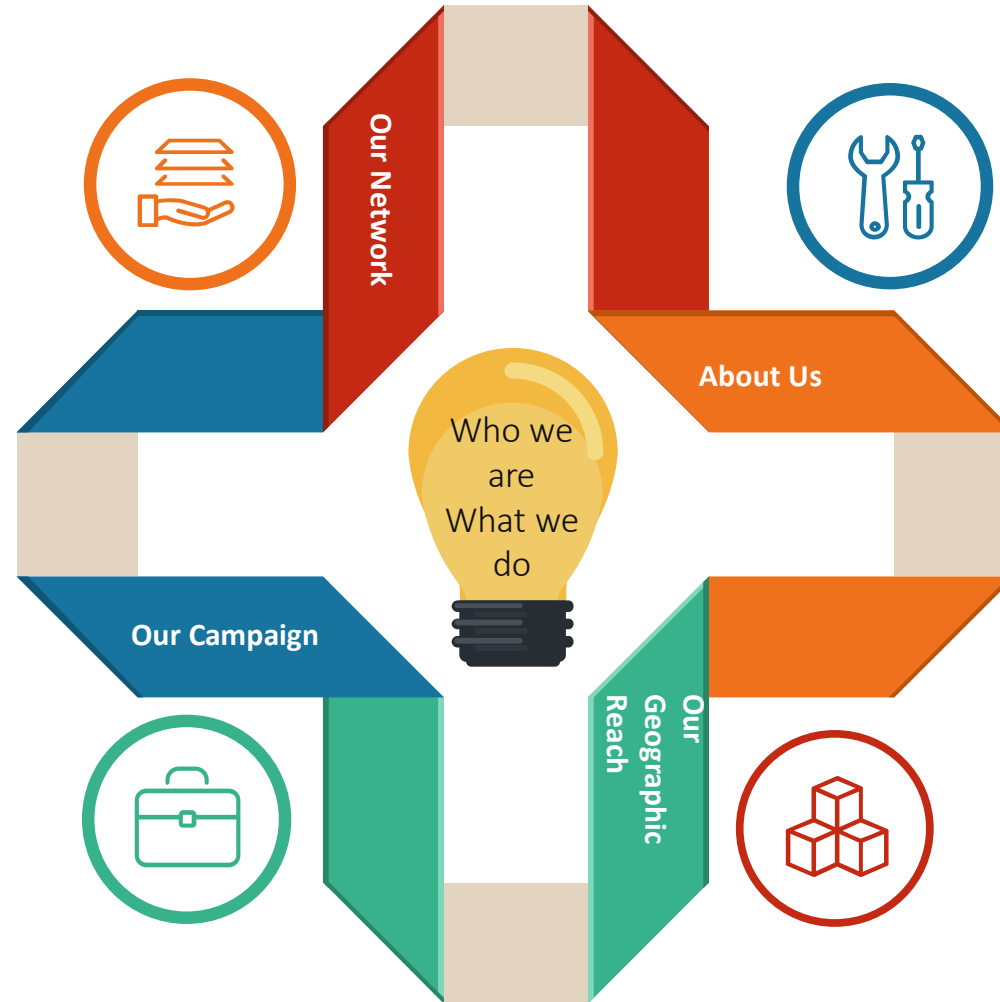 Our Network
About Us
Who we
are
What we
do
Our Campaign
Our
Geographic
Reach